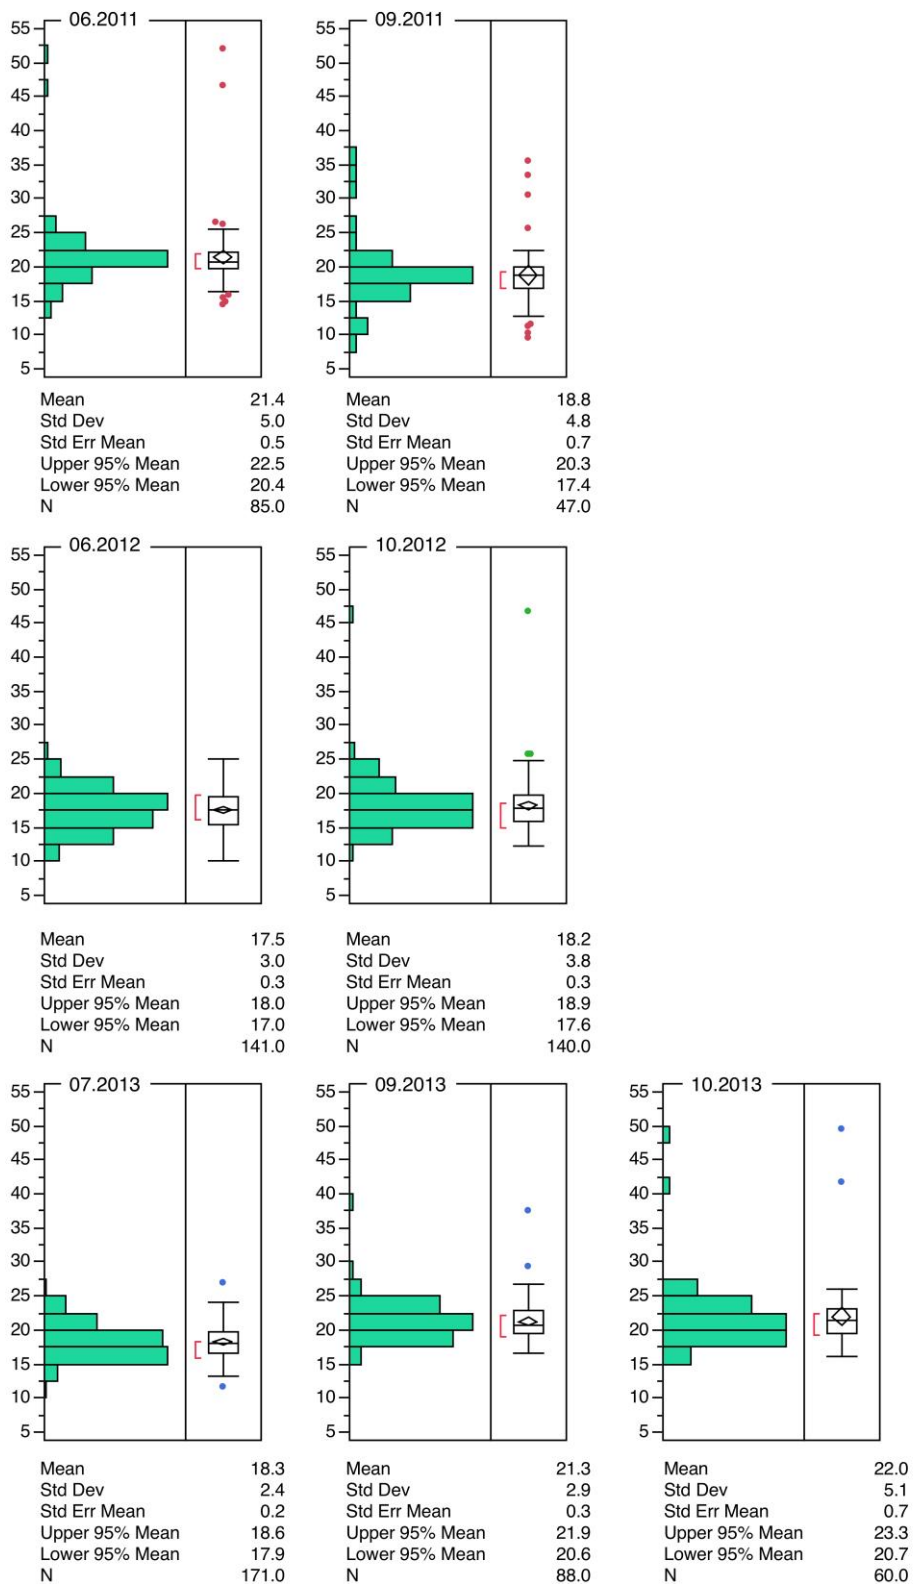 06.2011 09.2011
55 55
50 50
45 45
40 40
35 35
30 30
25 25
20 20
15 15
10 10
5 5
Mean 21.4 Mean 18.8
Std Dev 5.0 Std Dev 4.8
Std Err Mean 0.5 Std Err Mean 0.7
Upper 95% Mean 22.5 Upper 95% Mean 20.3
Lower 95% Mean 20.4 Lower 95% Mean 17.4
N 85.0 N 47.0
06.2012 10.2012
55 55
50 50
45 45
40 40
35 35
30 30
25 25
20 20
15 15
10 10
5 5
Mean 17.5 Mean 18.2
Std Dev 3.0 Std Dev 3.8
Std Err Mean 0.3 Std Err Mean 0.3
Upper 95% Mean 18.0 Upper 95% Mean 18.9
Lower 95% Mean 17.0 Lower 95% Mean 17.6
N 141.0 N 140.0
07.2013 09.2013 10.2013
55 55 55
50 50 50
45 45 45
40 40 40
35 35 35
30 30 30
25 25 25
20 20 20
15 15 15
10 10 10
5 5 5
Mean 18.3 Mean 21.3 Mean 22.0
Std Dev 2.4 Std Dev 2.9 Std Dev 5.1
Std Err Mean 0.2 Std Err Mean 0.3 Std Err Mean 0.7
Upper 95% Mean 18.6 Upper 95% Mean 21.9 Upper 95% Mean 23.3
Lower 95% Mean 17.9 Lower 95% Mean 20.6 Lower 95% Mean 20.7
N 171.0 N 88.0 N 60.0